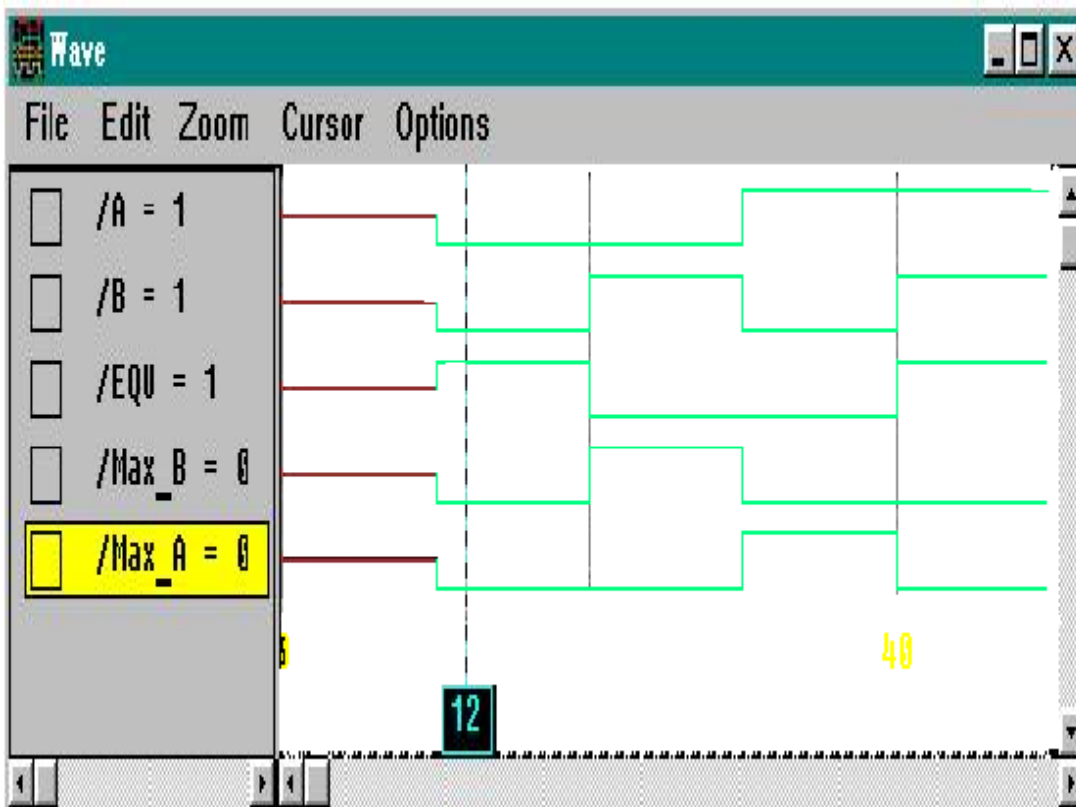 Wave
File Edit Zoom Cursor Options
/A = 1
/B = 1
/EQU = 1
/Max_B = 0
/Max_A = 0
40
12